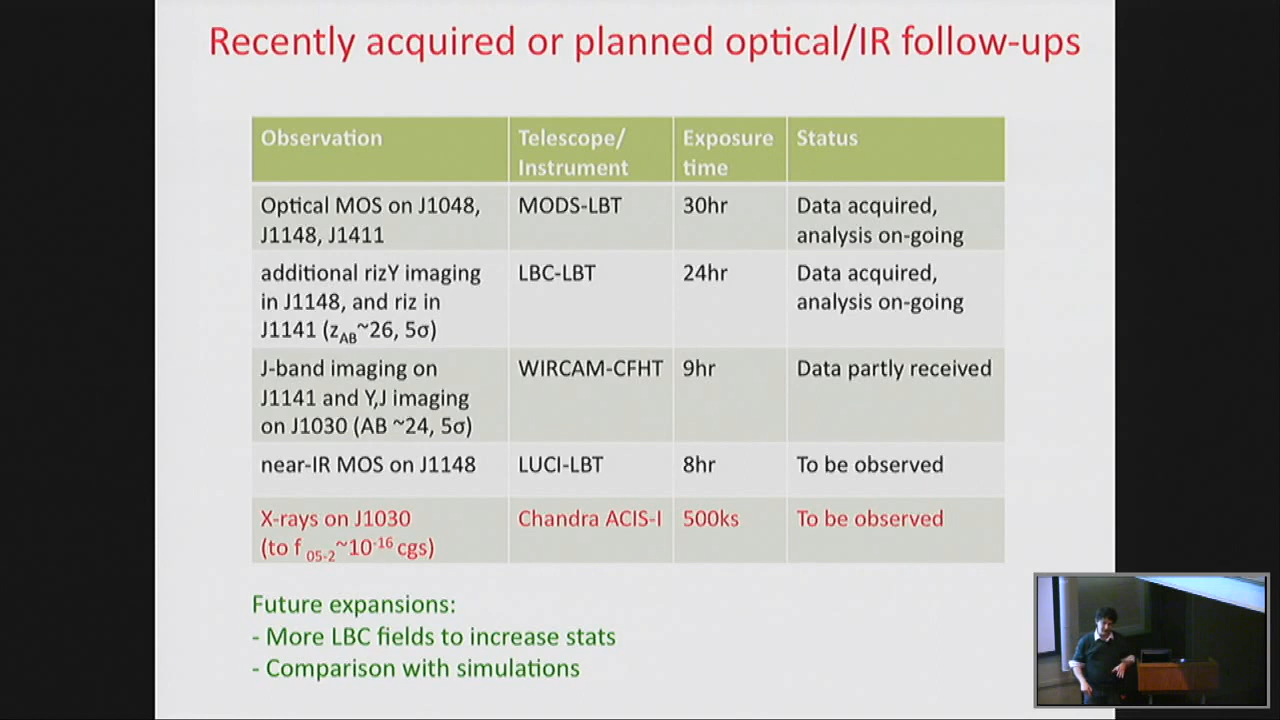 Recently acquired or planned optical/IR follow-ups
Observation
Telescope/
Instrument
Exposure
time
Status
Optical MOS on J1048,
J1148, J1411
MODS-LBT
30hr
Data acquired,
analysis on-going
additional rizY imaging
in J1148, and riz in
J1141 (zAB~26, 5σ)
LBC-LBT
24hr
Data acquired,
analysis on-going
J-band imaging on
J1141 and Y,J imaging
on J1030 (AB ~24, 5σ)
WIRCAM-CFHT
9hr
Data partly received
near-IR MOS on J1148
LUCI-LBT
8hr
To be observed
X-rays on J1030
(to f 05-2~10-16 cgs)
Chandra ACIS-I
500ks
To be observed
Future expansions:
- More LBC fields to increase stats
- Comparison with simulations